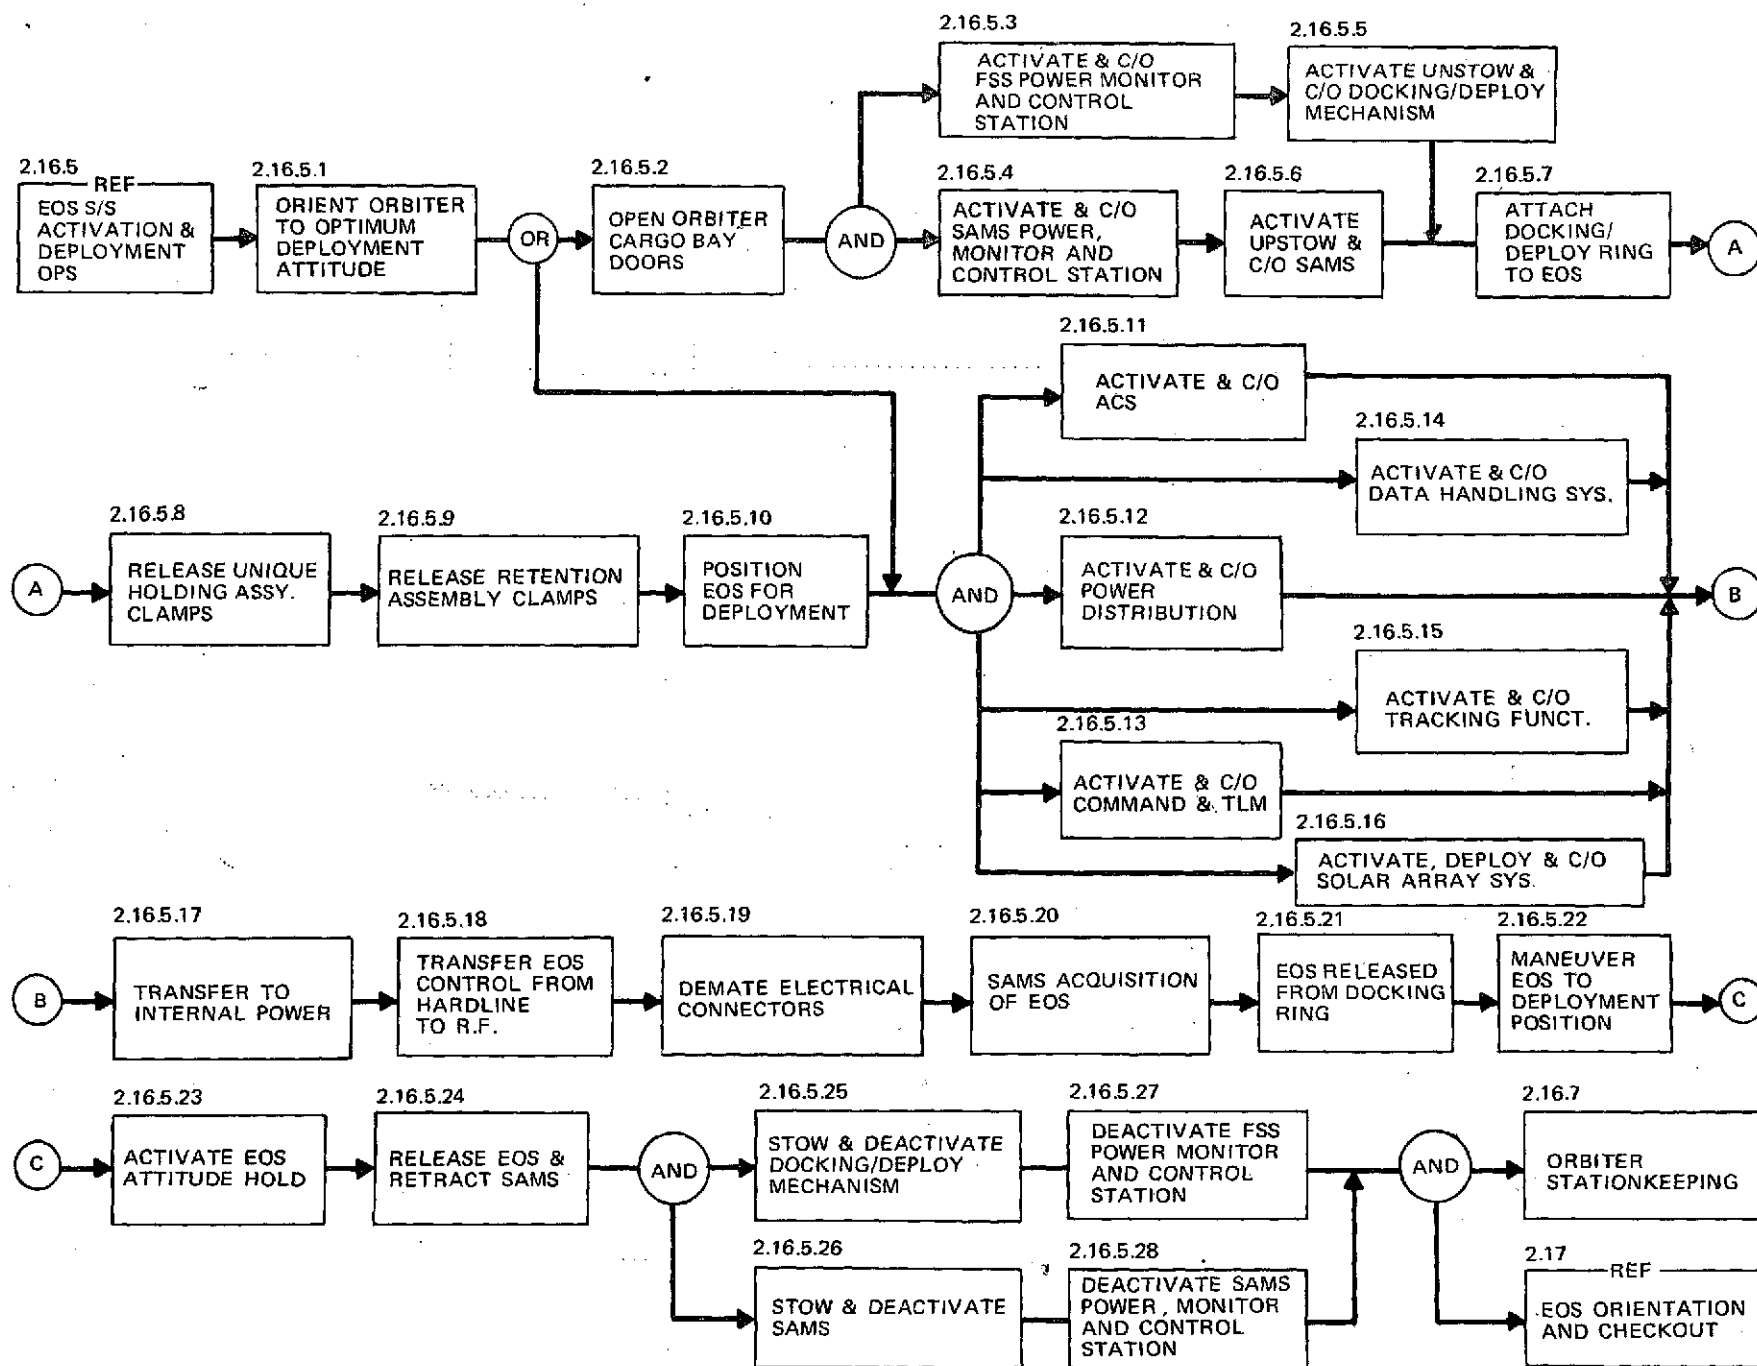 2.16.5
REF
EOS S/S
ACTIVATION &
DEPLOYMENT
OPS
2.16.5.1
ORIENT ORBITER
TO OPTIMUM
DEPLOYMENT
ATTITUDE
OR
2.16.5.2
OPEN ORBITER
CARGO BAY
DOORS
AND
2.16.5.3
ACTIVATE & C/O
FSS POWER MONITOR
AND CONTROL
STATION
2.16.5.5
ACTIVATE UNSTOW &
C/O DOCKING/DEPLOY
MECHANISM
2.16.5.4
ACTIVATE & C/O
SAMS POWER,
MONITOR AND
CONTROL STATION
2.16.5.6
ACTIVATE
UPSTOW &
C/O SAMS
2.16.5.7
ATTACH
DOCKING/
DEPLOY RING
TO EOS
A
A
2.16.5.8
RELEASE UNIQUE
HOLDING ASSY.
CLAMPS
2.16.5.9
RELEASE RETENTION
ASSEMBLY CLAMPS
2.16.5.10
POSITION
EOS FOR
DEPLOYMENT
AND
2.16.5.11
ACTIVATE & C/O
ACS
2.16.5.14
ACTIVATE & C/O
DATA HANDLING SYS.
2.16.5.12
ACTIVATE & C/O
POWER
DISTRIBUTION
2.16.5.15
ACTIVATE & C/O
TRACKING FUNCT.
2.16.5.13
ACTIVATE & C/O
COMMAND & TLM
2.16.5.16
ACTIVATE, DEPLOY & C/O
SOLAR ARRAY SYS.
B
B
2.16.5.17
TRANSFER TO
INTERNAL POWER
2.16.5.18
TRANSFER EOS
CONTROL FROM
HARDLINE
TO R.F.
2.16.5.19
DEMATE ELECTRICAL
CONNECTORS
2.16.5.20
SAMS ACQUISITION
OF EOS
2.16.5.21
EOS RELEASED
FROM DOCKING
RING
2.16.5.22
MANEUVER
EOS TO
DEPLOYMENT
POSITION
C
C
2.16.5.23
ACTIVATE EOS
ATTITUDE HOLD
2.16.5.24
RELEASE EOS &
RETRACT SAMS
AND
2.16.5.25
STOW & DEACTIVATE
DOCKING/DEPLOY
MECHANISM
2.16.5.27
DEACTIVATE FSS
POWER MONITOR
AND CONTROL
STATION
AND
2.16.7
ORBITER
STATIONKEEPING
2.16.5.26
STOW & DEACTIVATE
SAMS
2.16.5.28
DEACTIVATE SAMS
POWER, MONITOR
AND CONTROL
STATION
2.17
REF
EOS ORIENTATION
AND CHECKOUT